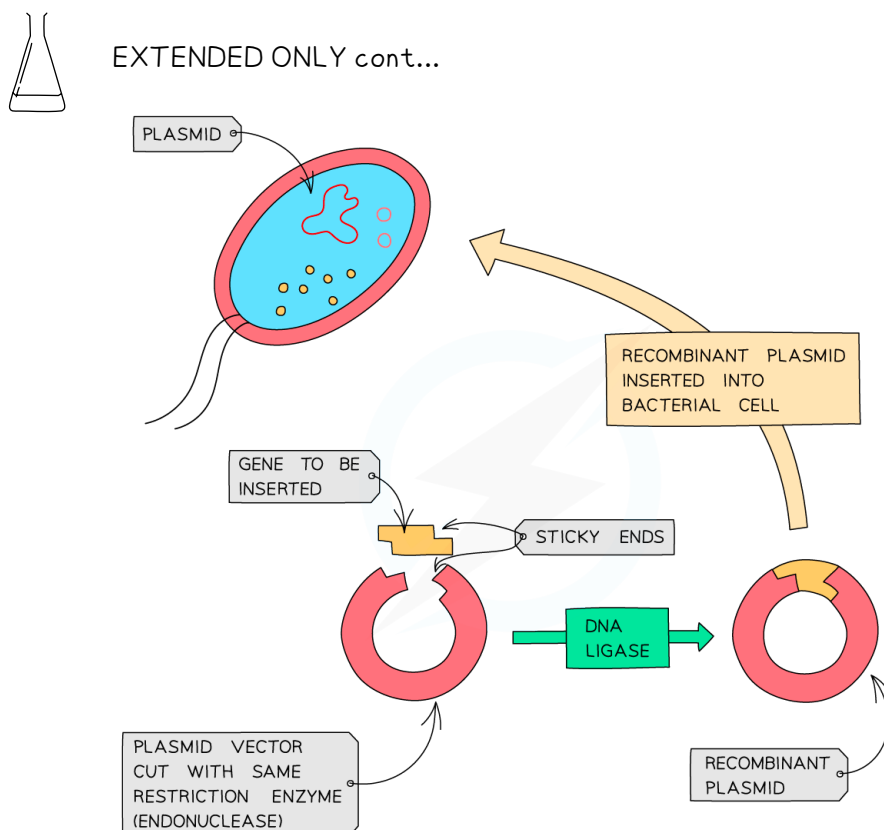 EXTENDED ONLY cont...
PLASMID
RECOMBINANT PLASMID
INSERTED INTO
BACTERIAL CELL
GENE TO BE
INSERTED
STICKY ENDS
DNA
LIGASE
PLASMID VECTOR
CUT WITH SAME
RESTRICTION ENZYME
(ENDONUCLEASE)
RECOMBINANT
PLASMID